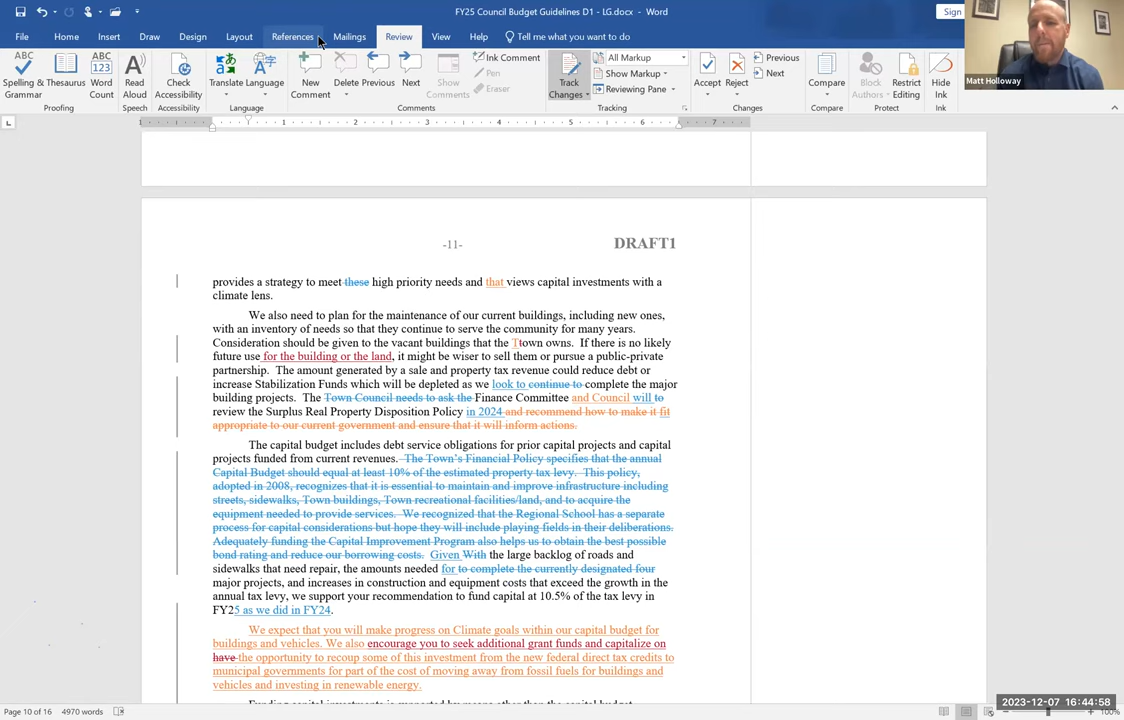 FY25 Council Budget Guidelines D1 - LG.docx - Word
Sign
File Home Insert Draw Design Layout References Mailings Review View Help Tell me what you want to do
Matt Holloway
ABC ABC 123
Spelling & Grammar Thesaurus Word Count Read Aloud Check Accessibility Translate Language New Comment Delete Previous Next Show Comments Ink Comment Pen Eraser Track Changes All Markup Show Markup Reviewing Pane Accept Reject Previous Next Compare Block Authors Restrict Editing Hide Ink
Proofing Speech Accessibility Language Comments Tracking Changes Compare Protect Ink
1 1 2 3 4 5 6 7
-11- DRAFT1
provides a strategy to meet these high priority needs and that views capital investments with a
climate lens.
We also need to plan for the maintenance of our current buildings, including new ones,
with an inventory of needs so that they continue to serve the community for many years.
Consideration should be given to the vacant buildings that the Ttown owns. If there is no likely
future use for the building or the land, it might be wiser to sell them or pursue a public-private
partnership. The amount generated by a sale and property tax revenue could reduce debt or
increase Stabilization Funds which will be depleted as we look to continue to complete the major
building projects. The Town Council needs to ask the Finance Committee and Council will to
review the Surplus Real Property Disposition Policy in 2024 and recommend how to make it fit
appropriate to our current government and ensure that it will inform actions.
The capital budget includes debt service obligations for prior capital projects and capital
projects funded from current revenues. The Town's Financial Policy specifies that the annual
Capital Budget should equal at least 10% of the estimated property tax levy. This policy,
adopted in 2008, recognizes that it is essential to maintain and improve infrastructure including
streets, sidewalks, Town buildings, Town recreational facilities/land, and to acquire the
equipment needed to provide services. We recognized that the Regional School has a separate
process for capital considerations but hope they will include playing fields in their deliberations.
Adequately funding the Capital Improvement Program also helps us to obtain the best possible
bond rating and reduce our borrowing costs. Given With the large backlog of roads and
sidewalks that need repair, the amounts needed for to complete the currently designated four
major projects, and increases in construction and equipment costs that exceed the growth in the
annual tax levy, we support your recommendation to fund capital at 10.5% of the tax levy in
FY25 as we did in FY24.
We expect that you will make progress on Climate goals within our capital budget for
buildings and vehicles. We also encourage you to seek additional grant funds and capitalize on
have the opportunity to recoup some of this investment from the new federal direct tax credits to
municipal governments for part of the cost of moving away from fossil fuels for buildings and
vehicles and investing in renewable energy.
Page 10 of 16 4970 words 100%
2023-12-07 16:44:58